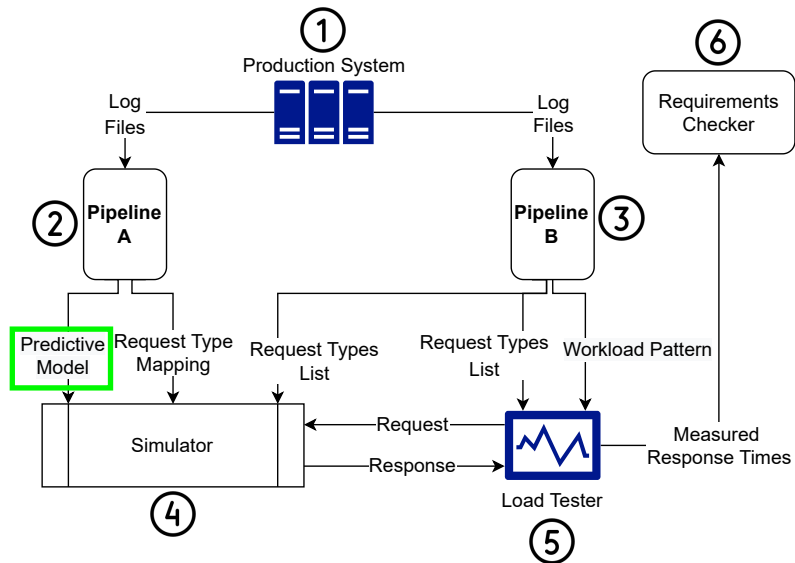 1
Production System
6
Requirements
Checker
Log
Files
Log
Files
2
Pipeline
A
Pipeline
B
3
Predictive
Model
Request Type
Mapping
Request Types
List
Request Types
List
Workload Pattern
Simulator
Request
Response
Measured
Response Times
4
Load Tester
5